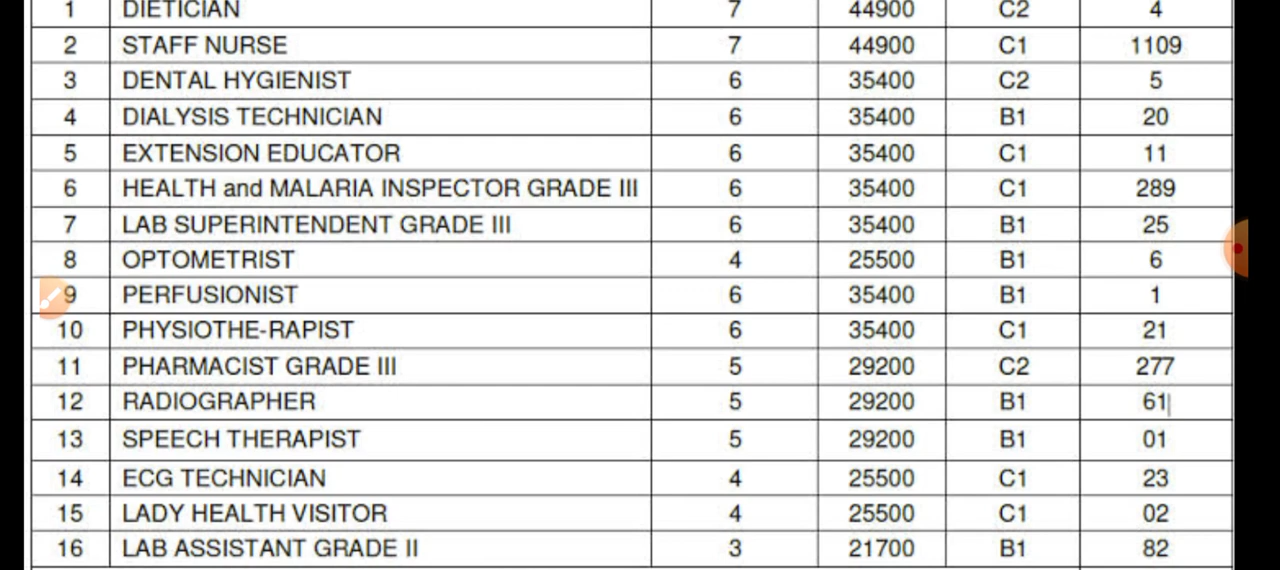 1 DIETICIAN 7 44900 C2 4
2 STAFF NURSE 7 44900 C1 1109
3 DENTAL HYGIENIST 6 35400 C2 5
4 DIALYSIS TECHNICIAN 6 35400 B1 20
5 EXTENSION EDUCATOR 6 35400 C1 11
6 HEALTH and MALARIA INSPECTOR GRADE III 6 35400 C1 289
7 LAB SUPERINTENDENT GRADE III 6 35400 B1 25
8 OPTOMETRIST 4 25500 B1 6
9 PERFUSIONIST 6 35400 B1 1
10 PHYSIOTHE-RAPIST 6 35400 C1 21
11 PHARMACIST GRADE III 5 29200 C2 277
12 RADIOGRAPHER 5 29200 B1 61
13 SPEECH THERAPIST 5 29200 B1 01
14 ECG TECHNICIAN 4 25500 C1 23
15 LADY HEALTH VISITOR 4 25500 C1 02
16 LAB ASSISTANT GRADE II 3 21700 B1 82